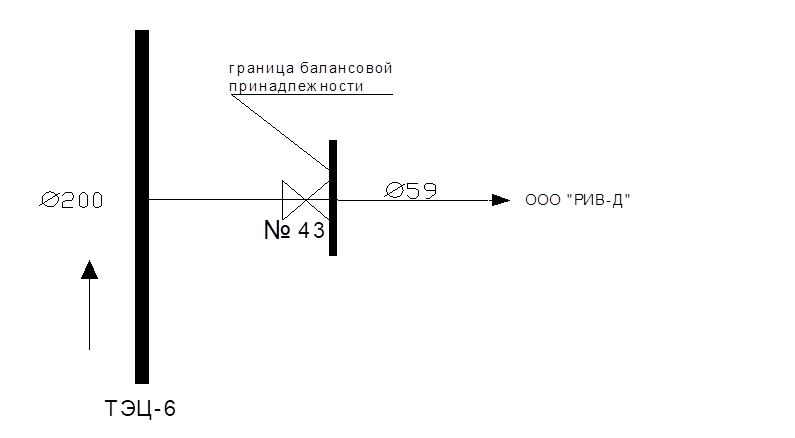 граница балансовой
принадлежности
Ø200
Ø59
ООО "РИВ-Д"
№ 43
ТЭЦ-6